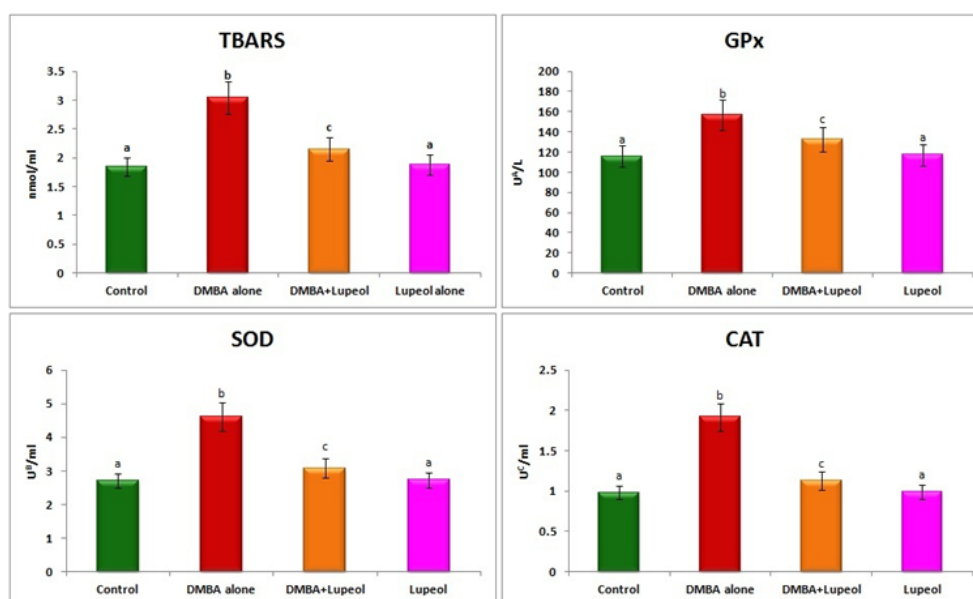 TBARS
nmol/ml
3.5
3
2.5
2
1.5
1
0.5
0
a
b
c
a
Control
DMBA alone
DMBA+Lupeol
Lupeol alone
GPx
U^A/L
200
180
160
140
120
100
80
60
40
20
0
a
b
c
a
Control
DMBA alone
DMBA+Lupeol
Lupeol
SOD
U^B/ml
6
5
4
3
2
1
0
a
b
c
a
Control
DMBA alone
DMBA+Lupeol
Lupeol
CAT
U^C/ml
2.5
2
1.5
1
0.5
0
a
b
c
a
Control
DMBA alone
DMBA+Lupeol
Lupeol